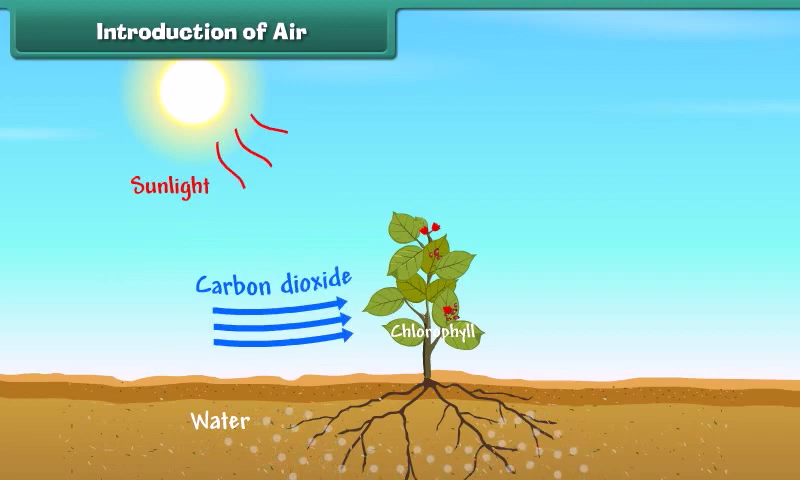 Introduction of Air
Sunlight
Carbon dioxide
Chlorophyll
Water